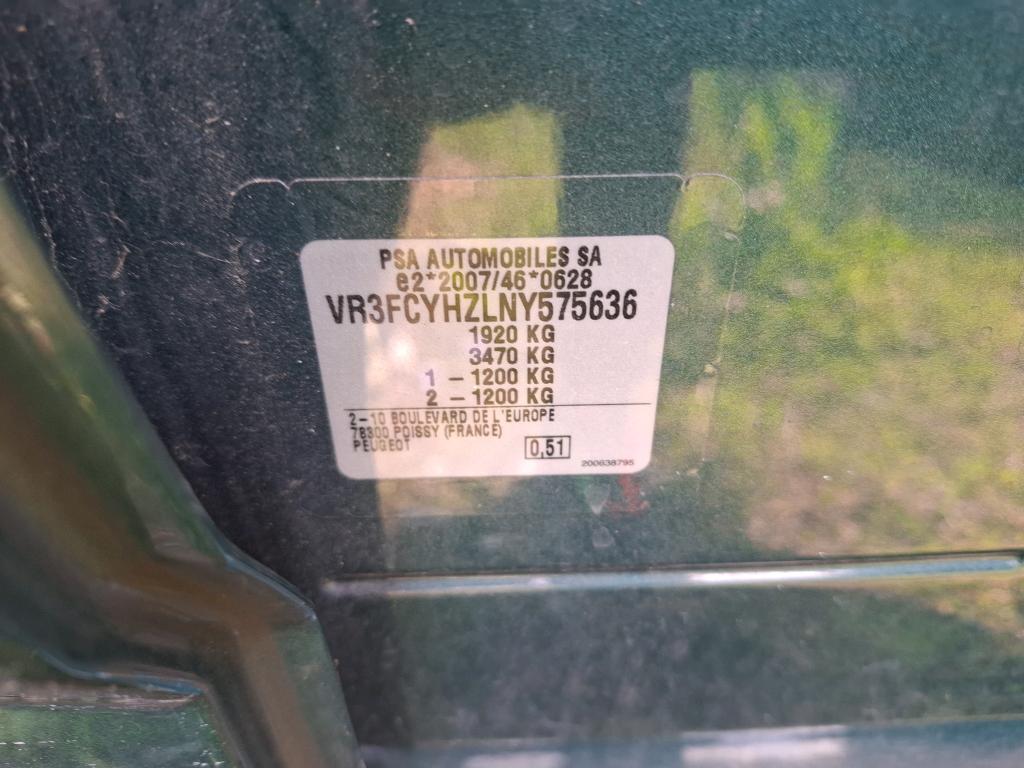 PSA AUTOMOBILES SA
e2*2007/46*0628
VR3FCYHZLNY575636
1920 KG
3470 KG
1 – 1200 KG
2 – 1200 KG
2–10 BOULEVARD DE L'EUROPE
78300 POISSY (FRANCE)
PEUGEOT
0,51
200638795